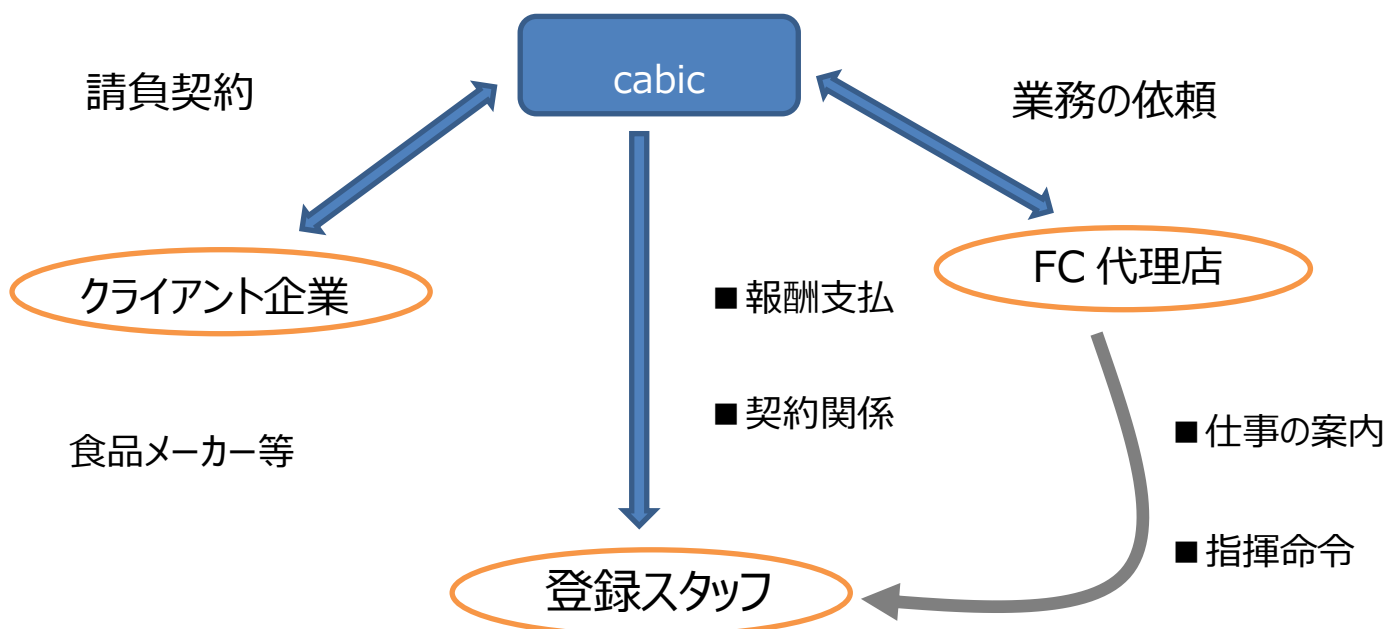 cabic
請負契約
業務の依頼
クライアント企業
FC 代理店
■報酬支払
■契約関係
食品メーカー等
■仕事の案内
■指揮命令
登録スタッフ